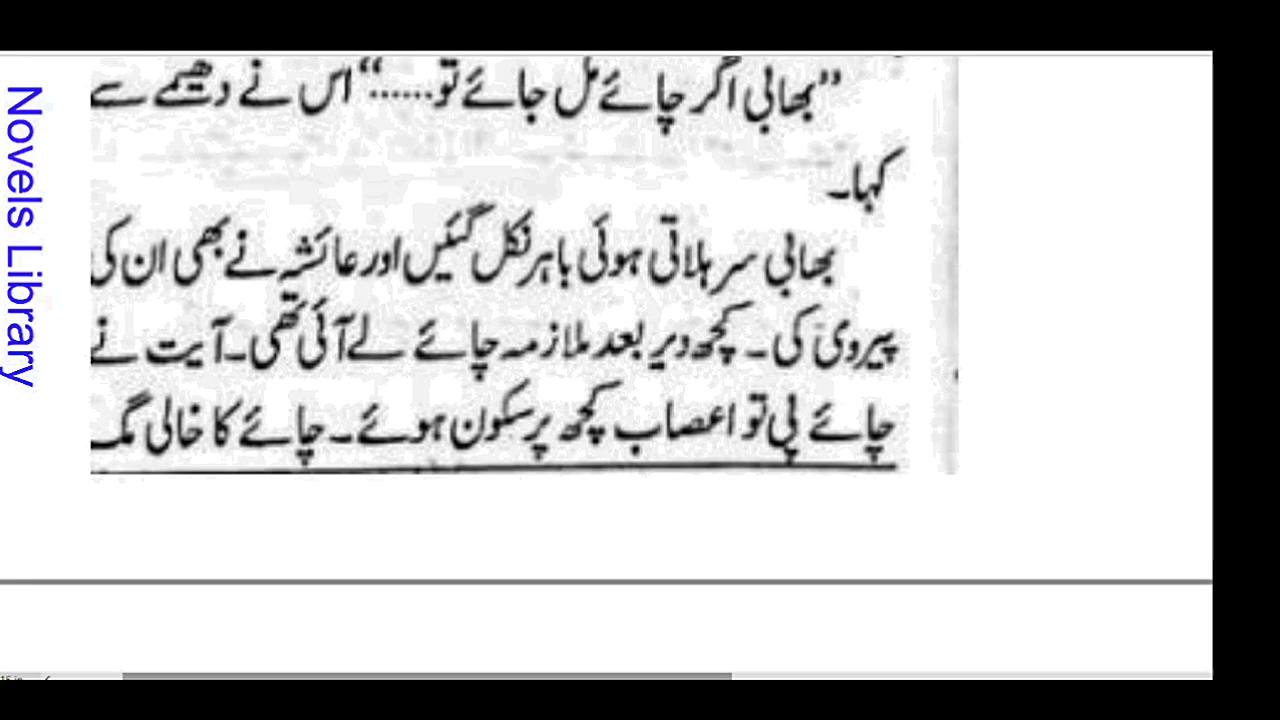 Novels Library
”بھابی اگر چائے مل جائے تو......“ اس نے دھیمے سے
کہا۔
بھابی سر ہلاتی ہوئی باہر نکل گئیں اور عائشہ نے بھی ان کی
پیروی کی۔ کچھ دیر بعد ملازمہ چائے لے آئی تھی۔ آیت نے
چائے پی تو اعصاب کچھ پرسکون ہوئے۔ چائے کا خالی مگ